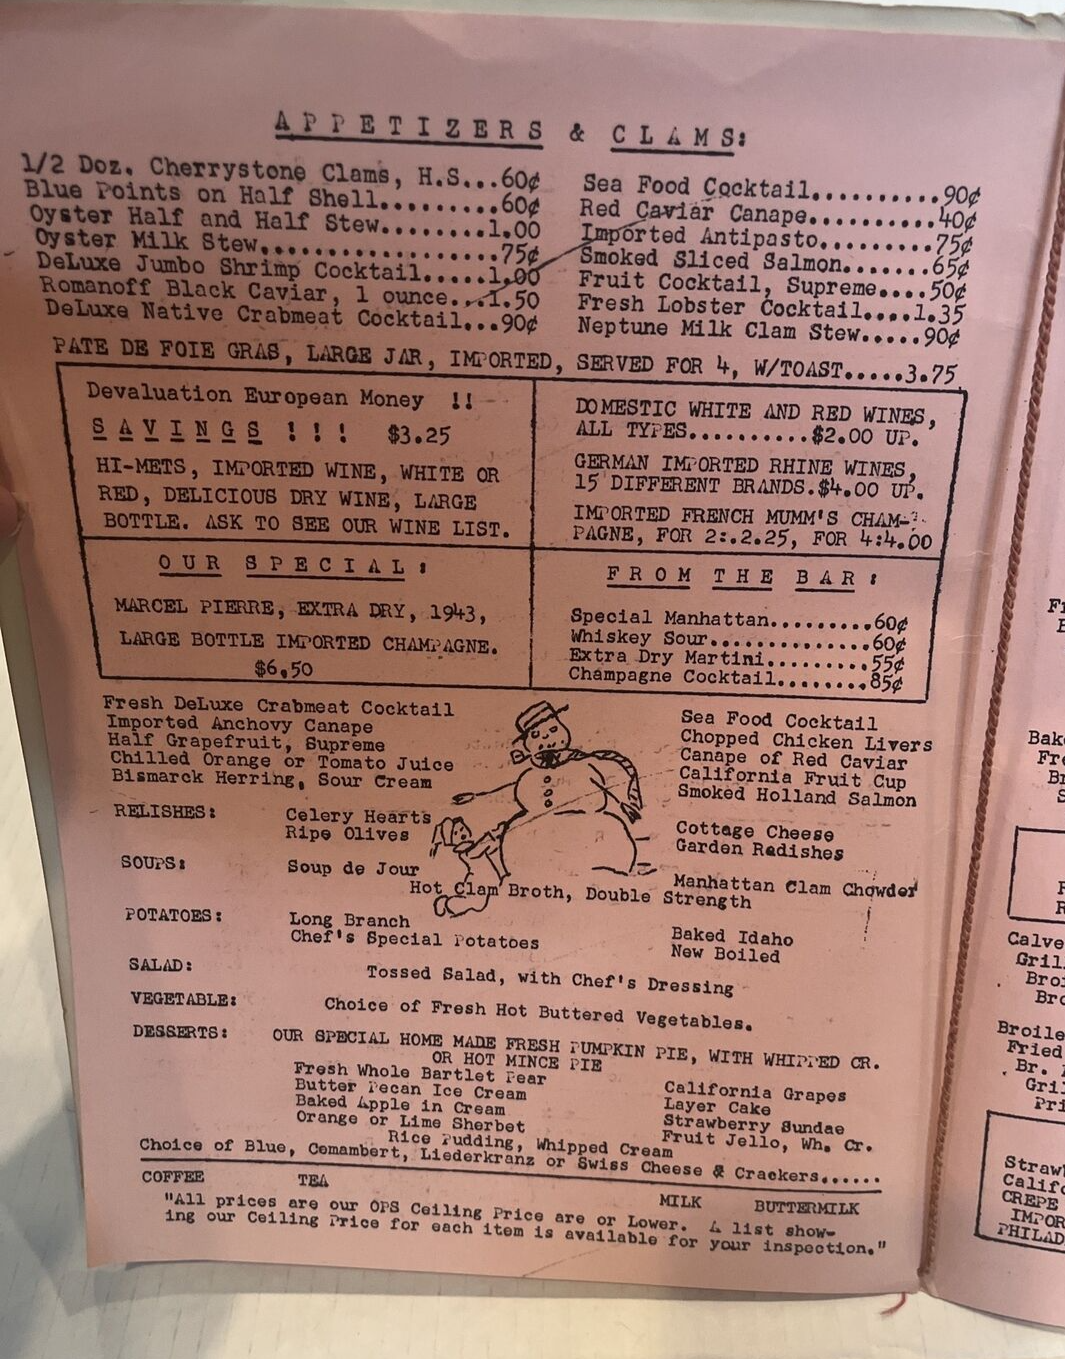 APPETIZERS & CLAMS:
1/2 Doz. Cherrystone Clams, H.S...60¢
Blue Points on Half Shell.........60¢
Oyster Half and Half Stew........1.00
Oyster Milk Stew..................75¢
DeLuxe Jumbo Shrimp Cocktail.....1.00
Romanoff Black Caviar, 1 ounce...1.50
DeLuxe Native Crabmeat Cocktail...90¢
Sea Food Cocktail...........90¢
Red Caviar Canape...........40¢
Imported Antipasto..........75¢
Smoked Sliced Salmon.......65¢
Fruit Cocktail, Supreme....50¢
Fresh Lobster Cocktail....1.35
Neptune Milk Clam Stew.....90¢
PATE DE FOIE GRAS, LARGE JAR, IMPORTED, SERVED FOR 4, W/TOAST.....3.75
Devaluation European Money !!
SAVINGS !!! $3.25
HI-METS, IMPORTED WINE, WHITE OR
RED, DELICIOUS DRY WINE, LARGE
BOTTLE. ASK TO SEE OUR WINE LIST.
DOMESTIC WHITE AND RED WINES,
ALL TYPES..........$2.00 UP.
GERMAN IMPORTED RHINE WINES,
15 DIFFERENT BRANDS.$4.00 UP.
IMPORTED FRENCH MUMM'S CHAM-
PAGNE, FOR 2:.2.25, FOR 4:4.00
OUR SPECIAL:
MARCEL PIERRE, EXTRA DRY, 1943,
LARGE BOTTLE IMPORTED CHAMPAGNE.
$6.50
FROM THE BAR:
Special Manhattan.........60¢
Whiskey Sour..............60¢
Extra Dry Martini.........55¢
Champagne Cocktail........85¢
Fresh DeLuxe Crabmeat Cocktail
Imported Anchovy Canape
Half Grapefruit, Supreme
Chilled Orange or Tomato Juice
Bismarck Herring, Sour Cream
Sea Food Cocktail
Chopped Chicken Livers
Canape of Red Caviar
California Fruit Cup
Smoked Holland Salmon
RELISHES: Celery Hearts
Ripe Olives
Cottage Cheese
Garden Radishes
SOUPS: Soup de Jour
Manhattan Clam Chowder
Hot Clam Broth, Double Strength
POTATOES: Long Branch
Chef's Special Potatoes
Baked Idaho
New Boiled
SALAD: Tossed Salad, with Chef's Dressing
VEGETABLE: Choice of Fresh Hot Buttered Vegetables.
DESSERTS: OUR SPECIAL HOME MADE FRESH PUMPKIN PIE, WITH WHIPPED CR.
OR HOT MINCE PIE
Fresh Whole Bartlet Pear
Butter Pecan Ice Cream
Baked Apple in Cream
Orange or Lime Sherbet
California Grapes
Layer Cake
Strawberry Sundae
Fruit Jello, Wh. Cr.
Rice Pudding, Whipped Cream
Choice of Blue, Camambert, Liederkranz or Swiss Cheese & Crackers......
COFFEE TEA MILK BUTTERMILK
"All prices are our OPS Ceiling Price are or Lower. A list show-
ing our Ceiling Price for each item is available for your inspection."
Calve
Gril
Broi
Broile
Fried
Br.
Gri
Pri
Straw
Calif
CREPE
IMPOR
PHILAD